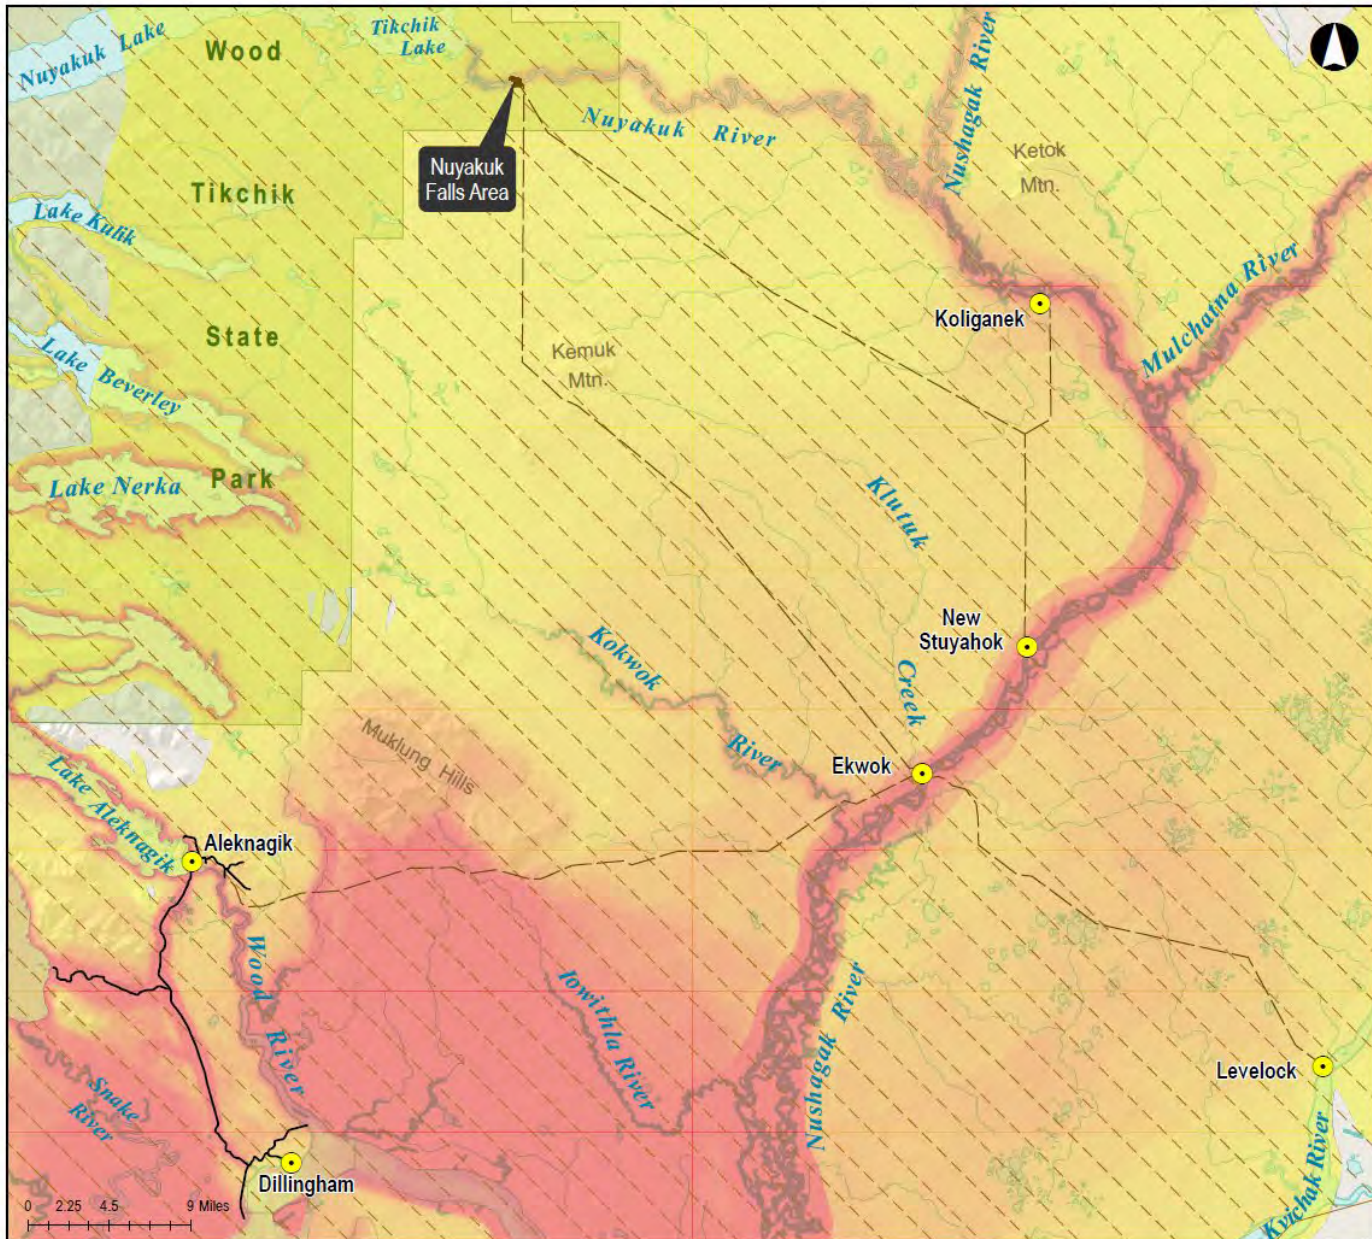 Nuyakuk Lake
Wood
Tikchik
Lake
Nushagak River
Nuyakuk River
Nuyakuk
Falls Area
Ketok
Mtn.
Tikchik
Lake Kulik
Mulchatna River
Koliganek
State
Kemuk
Mtn.
Lake Beverley
Lake Nerka
Park
Klutuk
Creek
New
Stuyahok
Kokwok
River
Muklung Hills
Ekwok
Lake Aleknagik
Aleknagik
Wood
River
Iowithla River
Nushagak River
Levelock
Snake
River
Dillingham
Kvichak River
0 2.25 4.5 9 Miles